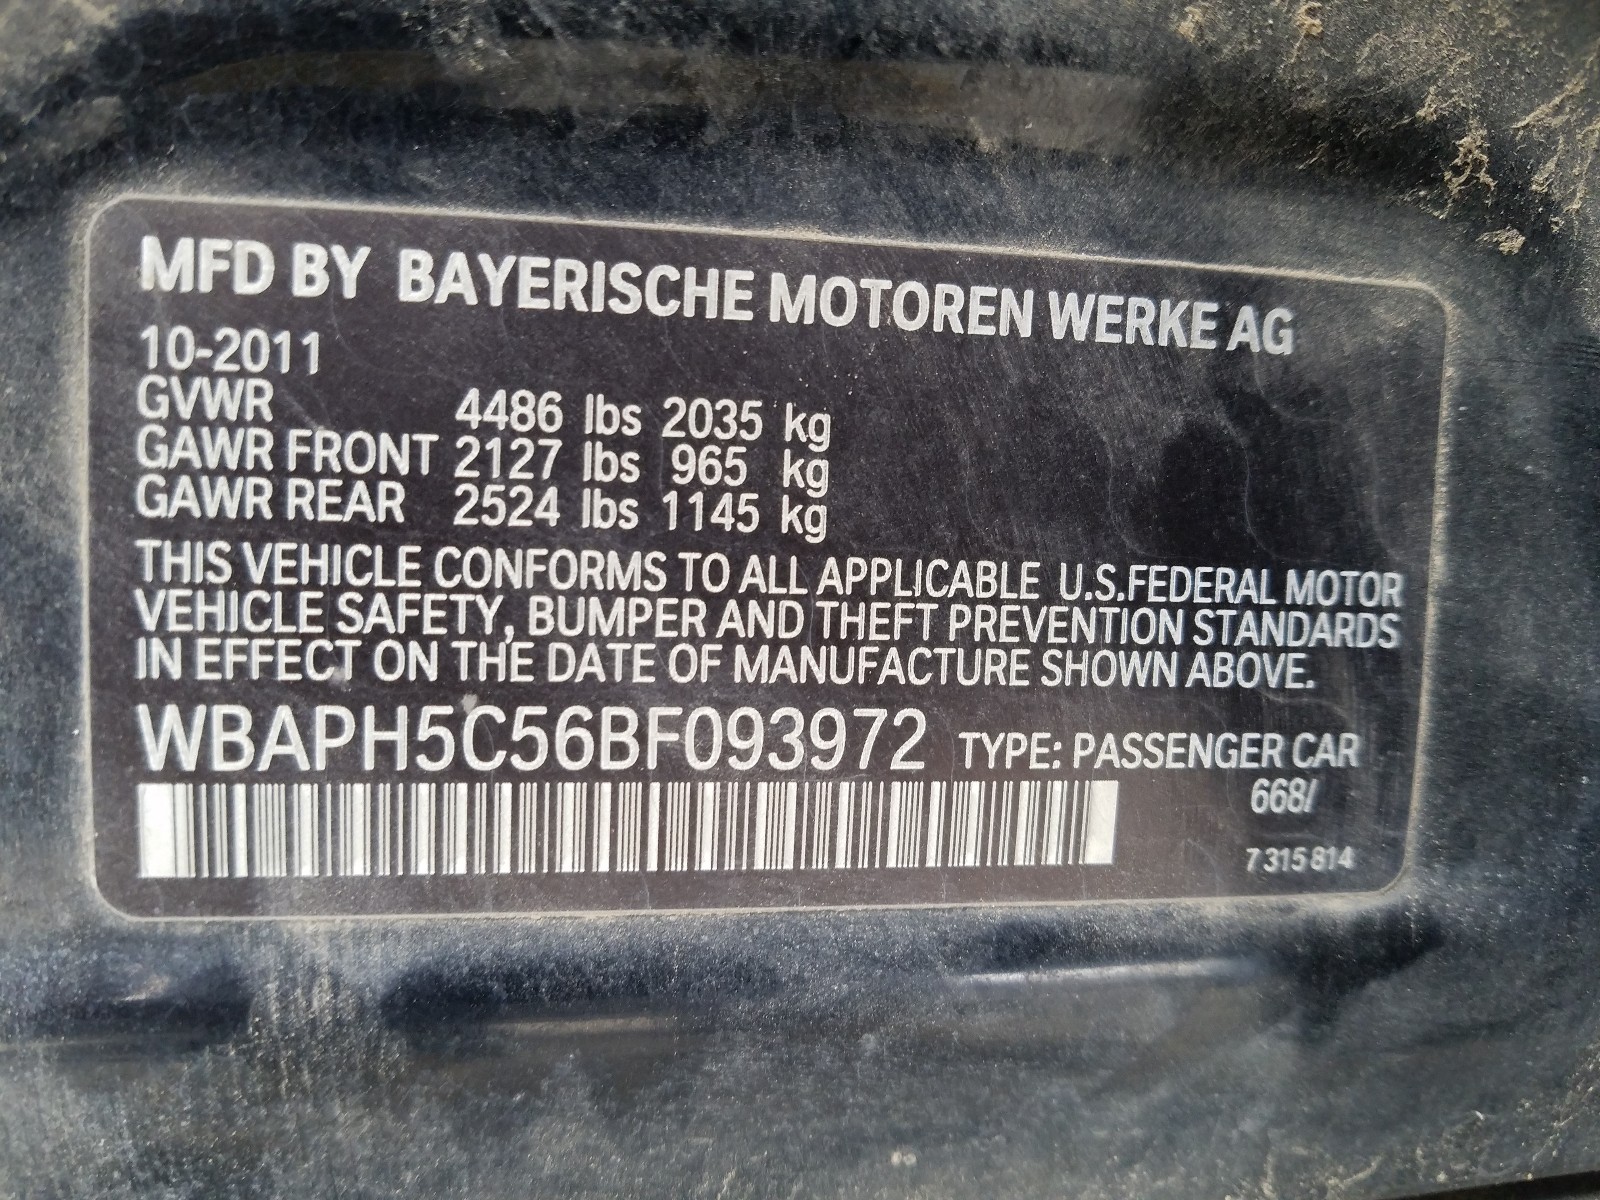 MFD BY BAYERISCHE MOTOREN WERKE AG
10-2011
GVWR 4486 lbs 2035 kg
GAWR FRONT 2127 lbs 965 kg
GAWR REAR 2524 lbs 1145 kg
THIS VEHICLE CONFORMS TO ALL APPLICABLE U.S.FEDERAL MOTOR
VEHICLE SAFETY, BUMPER AND THEFT PREVENTION STANDARDS
IN EFFECT ON THE DATE OF MANUFACTURE SHOWN ABOVE.
WBAPH5C56BF093972 TYPE: PASSENGER CAR
668/
7 315 814